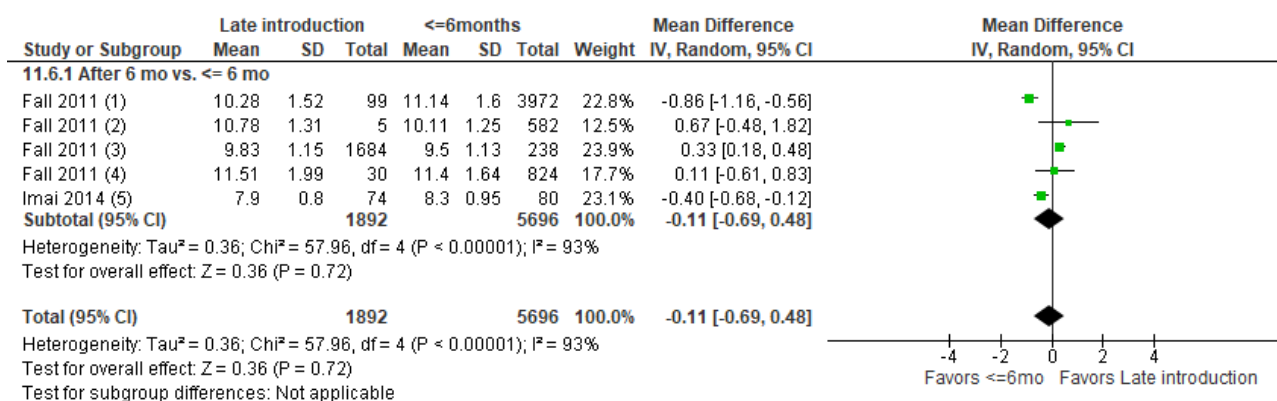 Late introduction <=6months Mean Difference Mean Difference
Study or Subgroup Mean SD Total Mean SD Total Weight IV, Random, 95% CI IV, Random, 95% CI
11.6.1 After 6 mo vs. <= 6 mo
Fall 2011 (1) 10.28 1.52 99 11.14 1.6 3972 22.8% -0.86 [-1.16, -0.56]
Fall 2011 (2) 10.78 1.31 5 10.11 1.25 582 12.5% 0.67 [-0.48, 1.82]
Fall 2011 (3) 9.83 1.15 1684 9.5 1.13 238 23.9% 0.33 [0.18, 0.48]
Fall 2011 (4) 11.51 1.99 30 11.4 1.64 824 17.7% 0.11 [-0.61, 0.83]
Imai 2014 (5) 7.9 0.8 74 8.3 0.95 80 23.1% -0.40 [-0.68, -0.12]
Subtotal (95% CI) 1892 5696 100.0% -0.11 [-0.69, 0.48]
Heterogeneity: Tau² = 0.36; Chi² = 57.96, df = 4 (P < 0.00001); I² = 93%
Test for overall effect: Z = 0.36 (P = 0.72)
Total (95% CI) 1892 5696 100.0% -0.11 [-0.69, 0.48]
Heterogeneity: Tau² = 0.36; Chi² = 57.96, df = 4 (P < 0.00001); I² = 93%
Test for overall effect: Z = 0.36 (P = 0.72)
Test for subgroup differences: Not applicable
-4 -2 0 2 4
Favors <=6mo Favors Late introduction